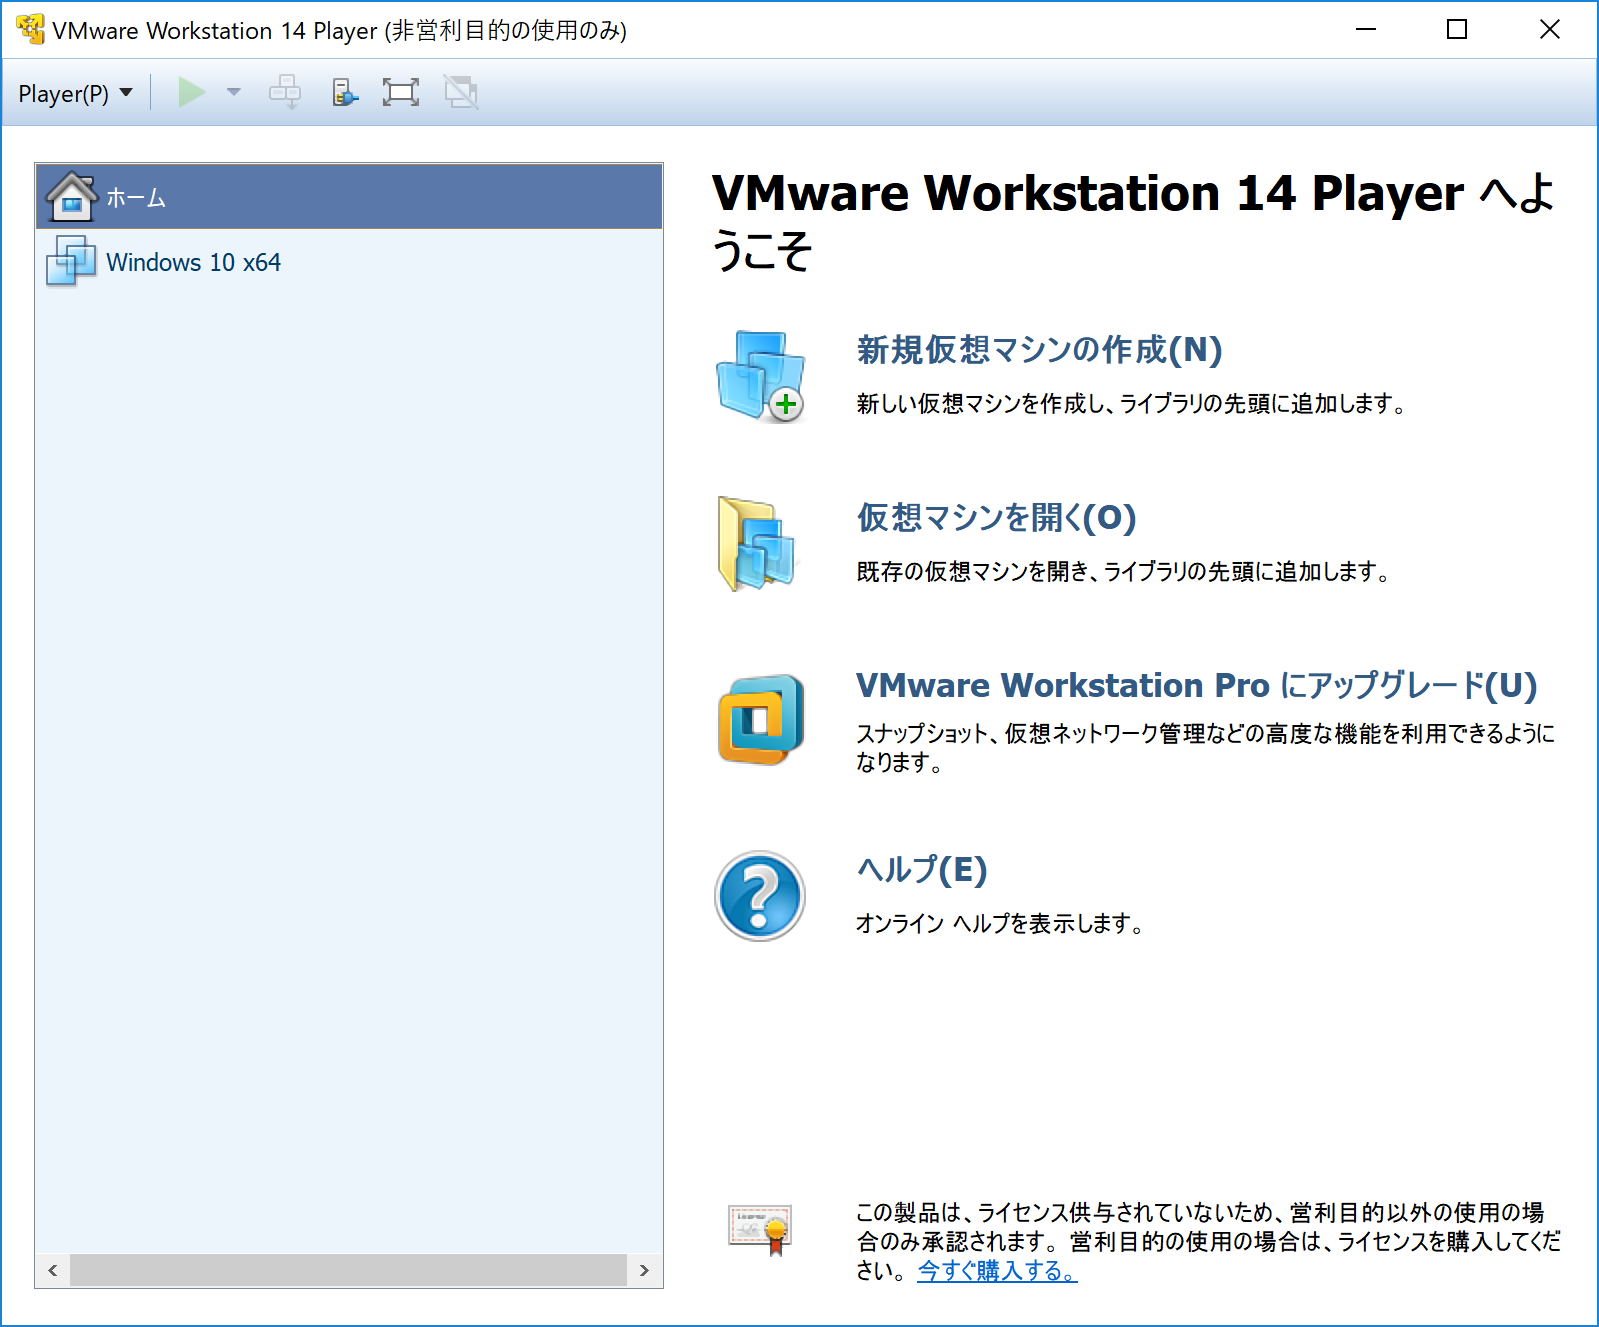 VMware Workstation 14 Player (非営利目的の使用のみ)
Player(P)
ホーム
Windows 10 x64
VMware Workstation 14 Player へよ
うこそ
新規仮想マシンの作成(N)
新しい仮想マシンを作成し、ライブラリの先頭に追加します。
仮想マシンを開く(O)
既存の仮想マシンを開き、ライブラリの先頭に追加します。
VMware Workstation Pro にアップグレード(U)
スナップショット、仮想ネットワーク管理などの高度な機能を利用できるように
なります。
ヘルプ(E)
オンライン ヘルプを表示します。
この製品は、ライセンス供与されていないため、営利目的以外の使用の場
合のみ承認されます。営利目的の使用の場合は、ライセンスを購入してくだ
さい。 今すぐ購入する。